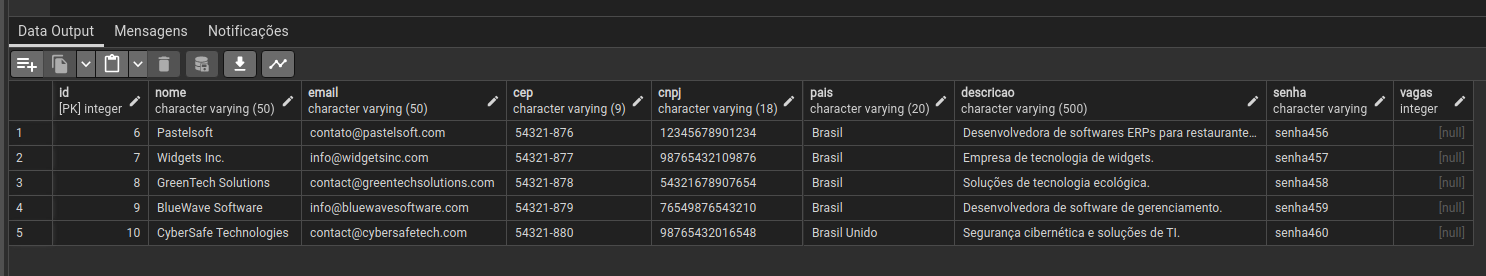 Data Output Mensagens Notificações
id nome email cep cnpj pais descricao senha vagas
[PK] integer character varying (50) character varying (50) character varying (9) character varying (18) character varying (20) character varying (500) character varying integer
1 6 Pastelsoft contato@pastelsoft.com 54321-876 12345678901234 Brasil Desenvolvedora de softwares ERPs para restaurante... senha456 [null]
2 7 Widgets Inc. info@widgetsinc.com 54321-877 98765432109876 Brasil Empresa de tecnologia de widgets. senha457 [null]
3 8 GreenTech Solutions contact@greentechsolutions.com 54321-878 54321678907654 Brasil Soluções de tecnologia ecológica. senha458 [null]
4 9 BlueWave Software info@bluewavesoftware.com 54321-879 76549876543210 Brasil Desenvolvedora de software de gerenciamento. senha459 [null]
5 10 CyberSafe Technologies contact@cybersafetech.com 54321-880 98765432016548 Brasil Unido Segurança cibernética e soluções de TI. senha460 [null]